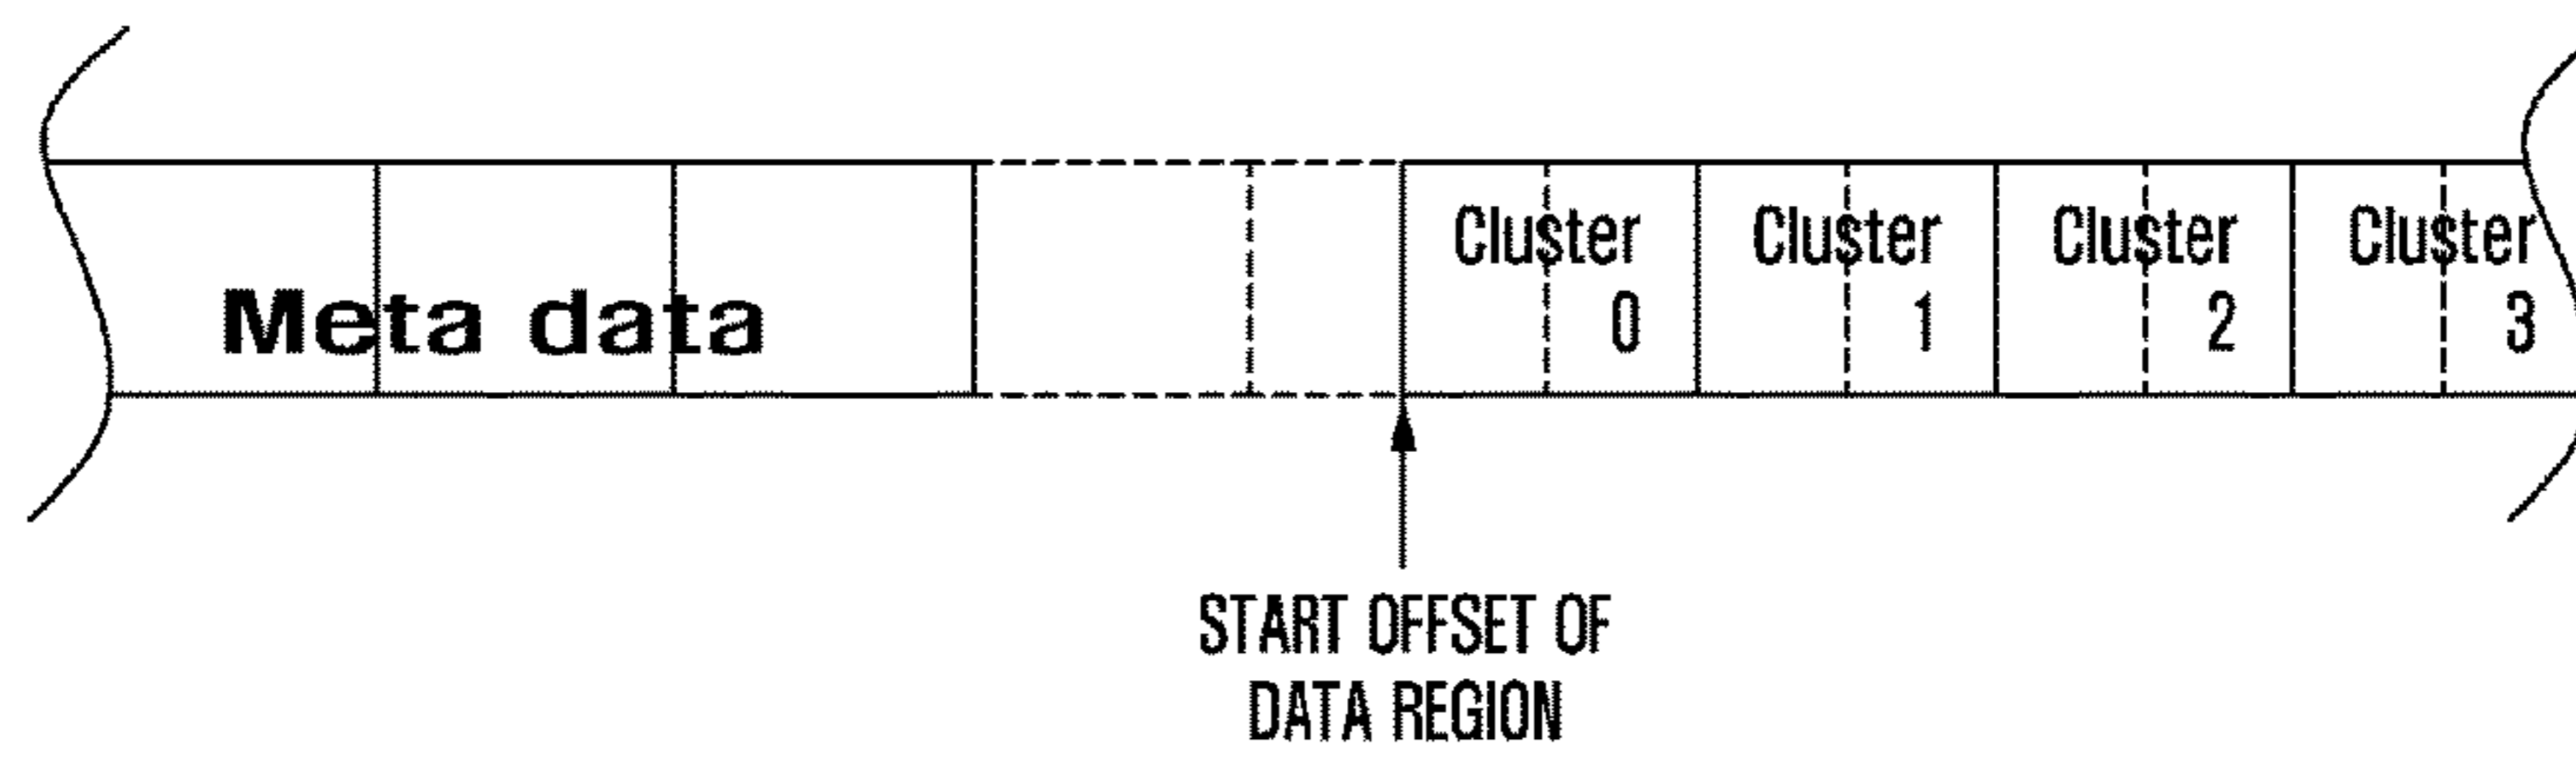 Meta data
Cluster 0
Cluster 1
Cluster 2
Cluster 3
START OFFSET OF
DATA REGION